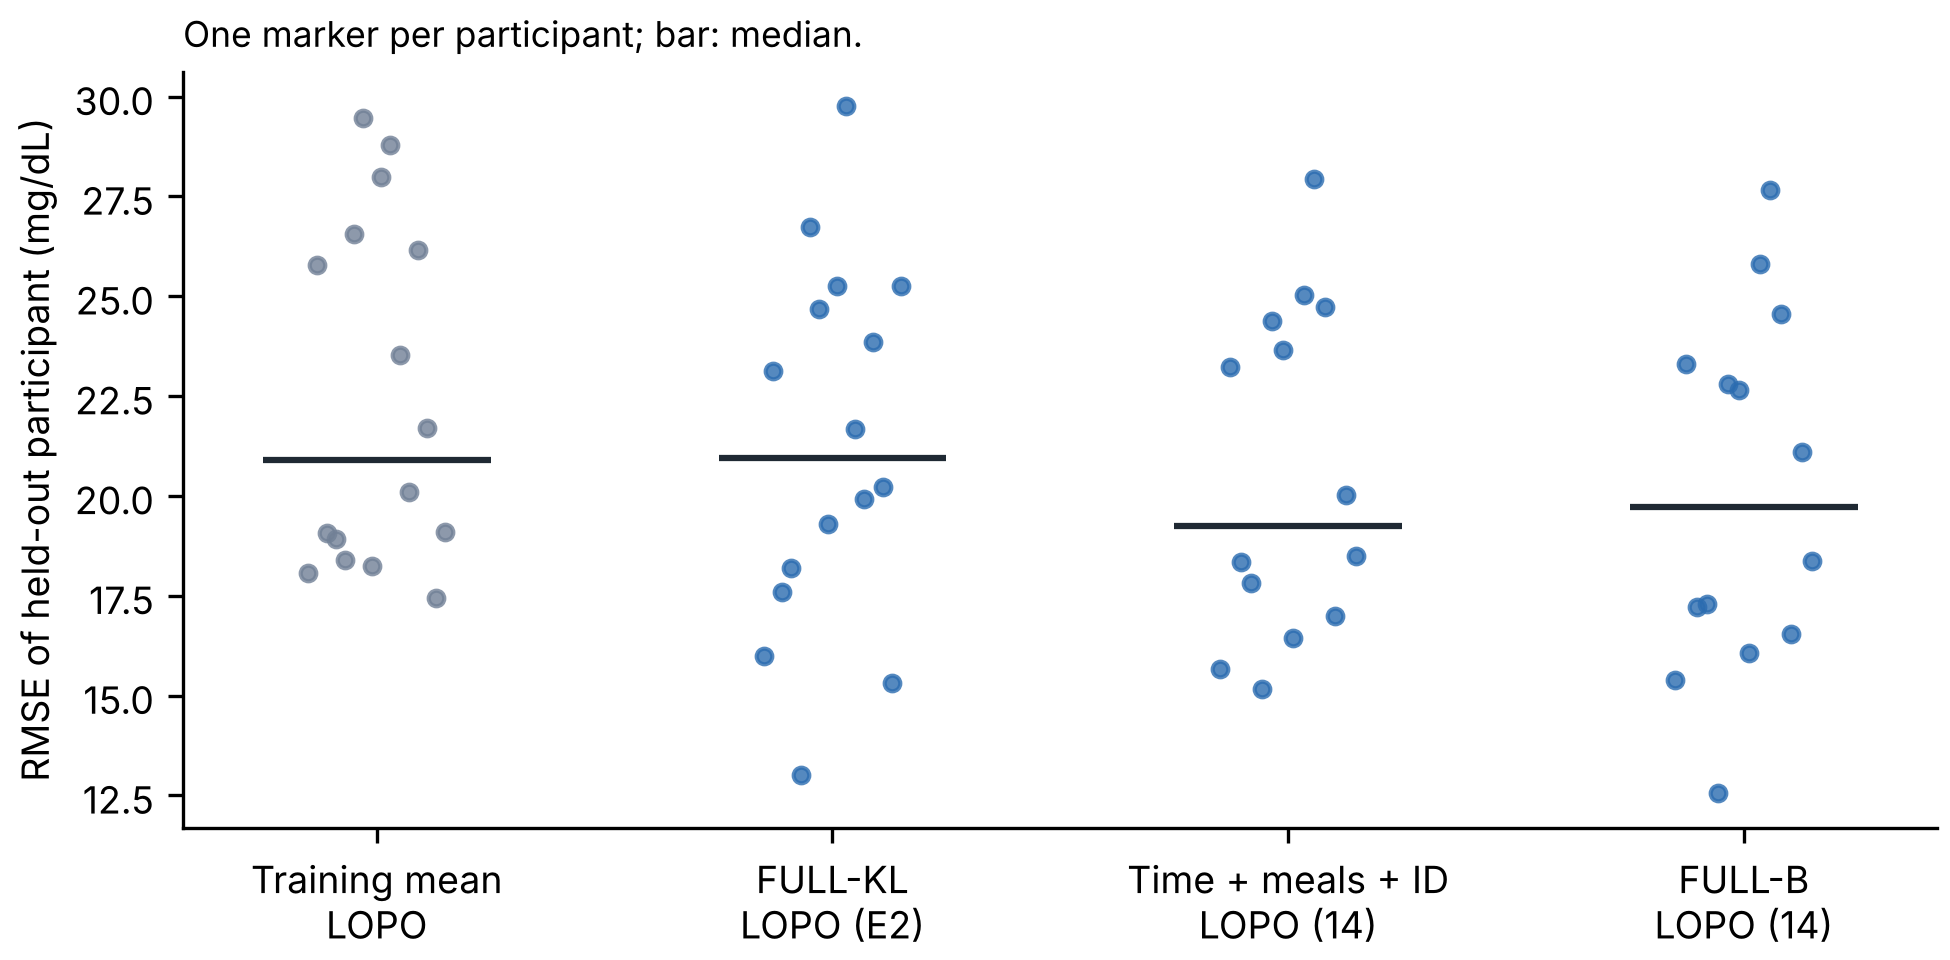 One marker per participant; bar: median.
RMSE of held-out participant (mg/dL)
30.0
27.5
25.0
22.5
20.0
17.5
15.0
12.5
Training mean
LOPO
FULL-KL
LOPO (E2)
Time + meals + ID
LOPO (14)
FULL-B
LOPO (14)